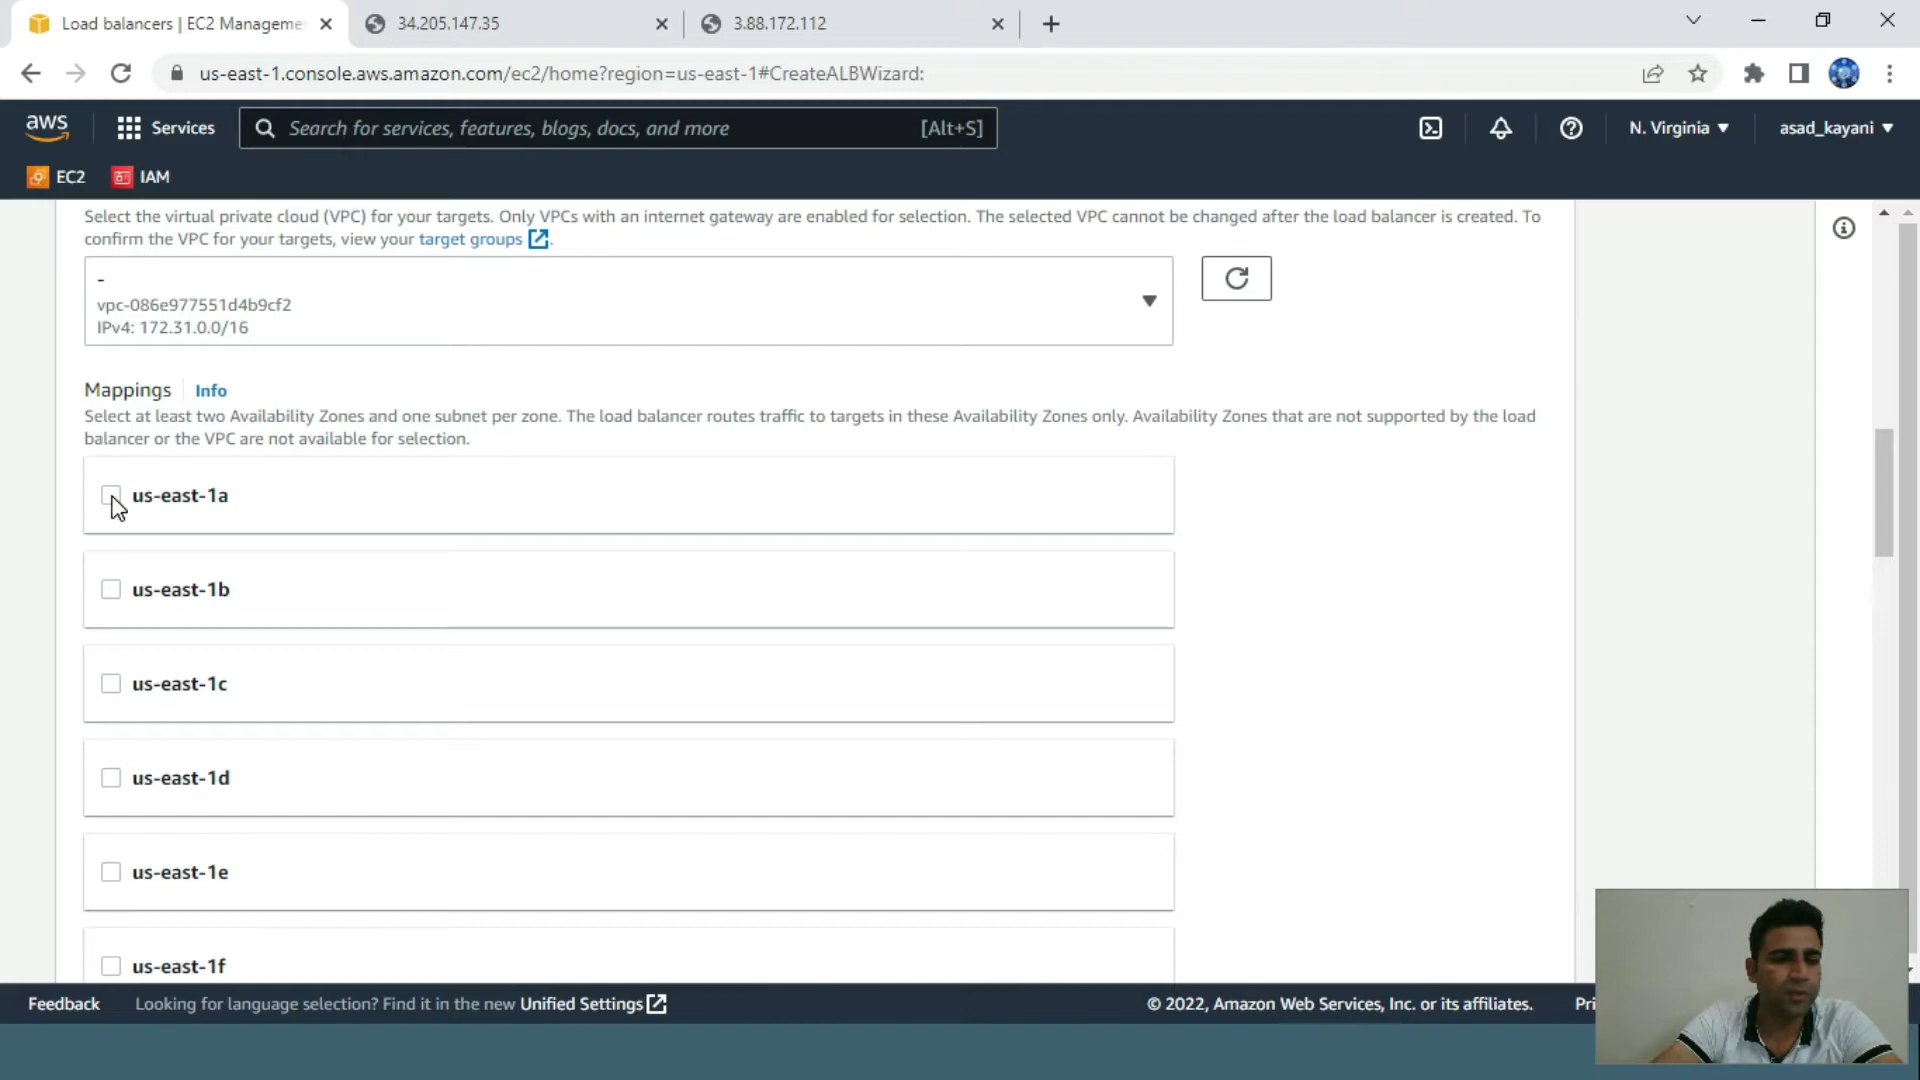 Load balancers | EC2 Manageme
34.205.147.35
3.88.172.112
us-east-1.console.aws.amazon.com/ec2/home?region=us-east-1#CreateALBWizard:
aws
Services
Search for services, features, blogs, docs, and more
[Alt+S]
N. Virginia
asad_kayani
EC2
IAM
Select the virtual private cloud (VPC) for your targets. Only VPCs with an internet gateway are enabled for selection. The selected VPC cannot be changed after the load balancer is created. To
confirm the VPC for your targets, view your target groups.
-
vpc-086e977551d4b9cf2
IPv4: 172.31.0.0/16
Mappings Info
Select at least two Availability Zones and one subnet per zone. The load balancer routes traffic to targets in these Availability Zones only. Availability Zones that are not supported by the load
balancer or the VPC are not available for selection.
us-east-1a
us-east-1b
us-east-1c
us-east-1d
us-east-1e
us-east-1f
Feedback
Looking for language selection? Find it in the new Unified Settings
© 2022, Amazon Web Services, Inc. or its affiliates.
Pri